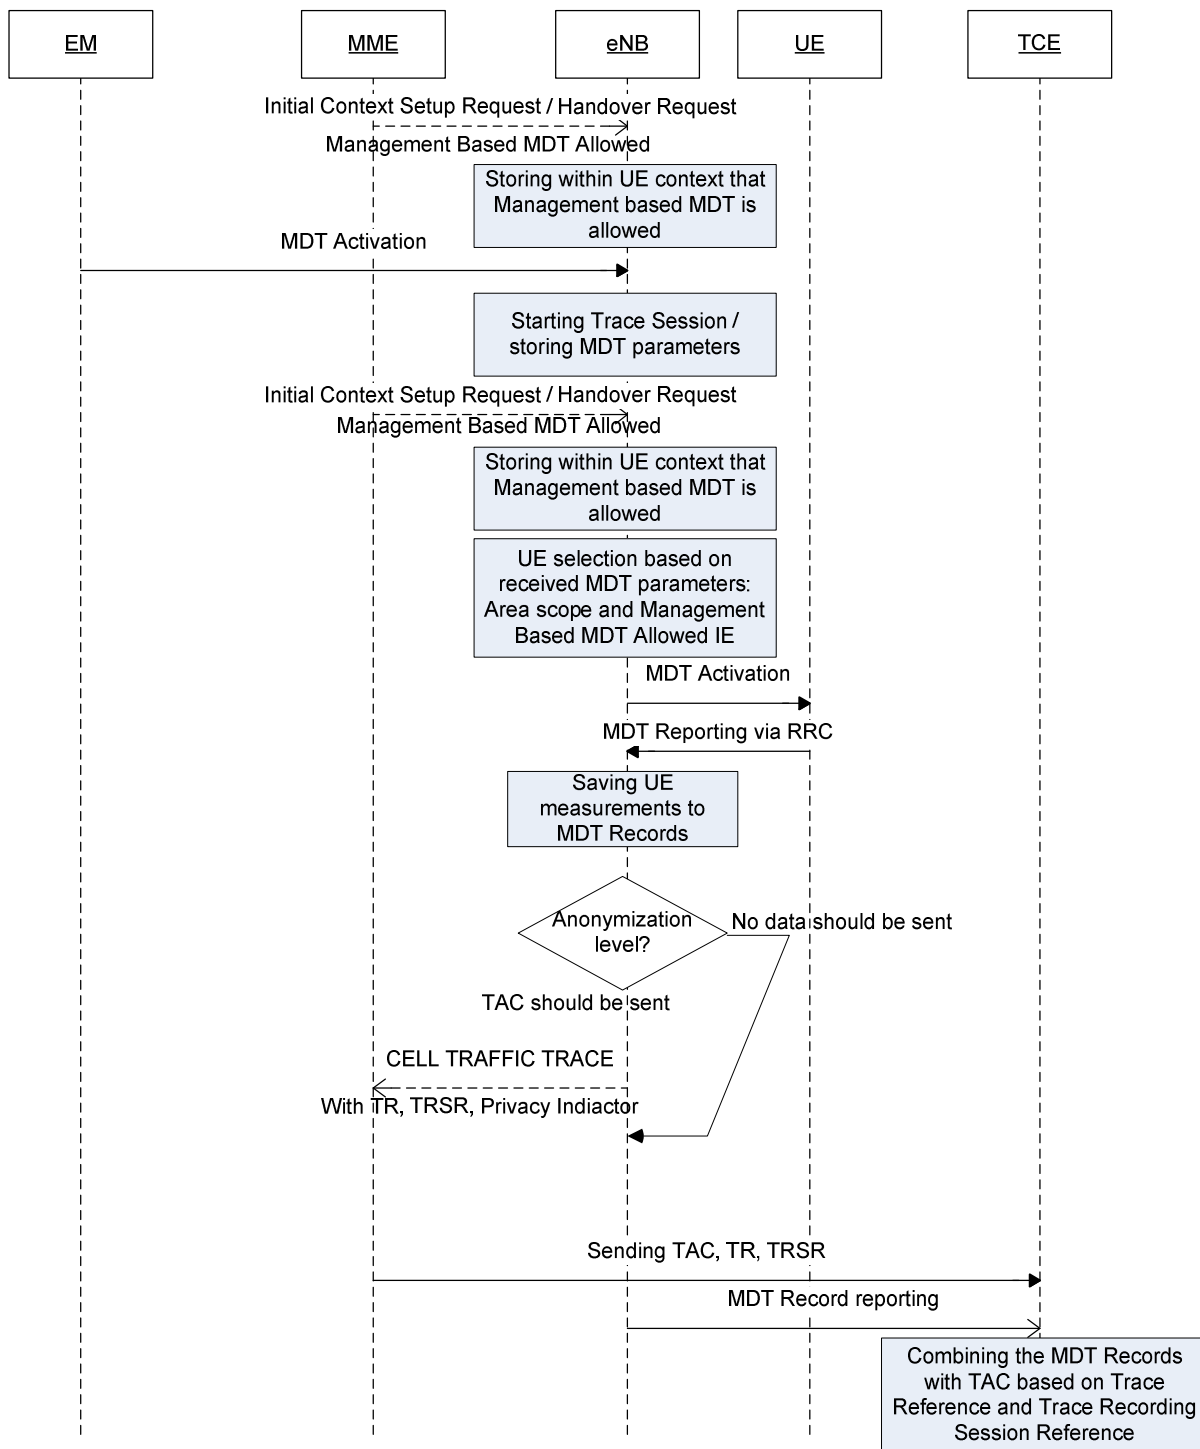 EM
MME
eNB
UE
TCE
Initial Context Setup Request / Handover Request
Management Based MDT Allowed
Storing within UE context that
Management based MDT is
allowed
MDT Activation
Starting Trace Session /
storing MDT parameters
Initial Context Setup Request / Handover Request
Management Based MDT Allowed
Storing within UE context that
Management based MDT is
allowed
UE selection based on
received MDT parameters:
Area scope and Management
Based MDT Allowed IE
MDT Activation
MDT Reporting via RRC
Saving UE
measurements to
MDT Records
Anonymization
level?
No data should be sent
TAC should be sent
CELL TRAFFIC TRACE
With TR, TRSR, Privacy Indiactor
Sending TAC, TR, TRSR
MDT Record reporting
Combining the MDT Records
with TAC based on Trace
Reference and Trace Recording
Session Reference